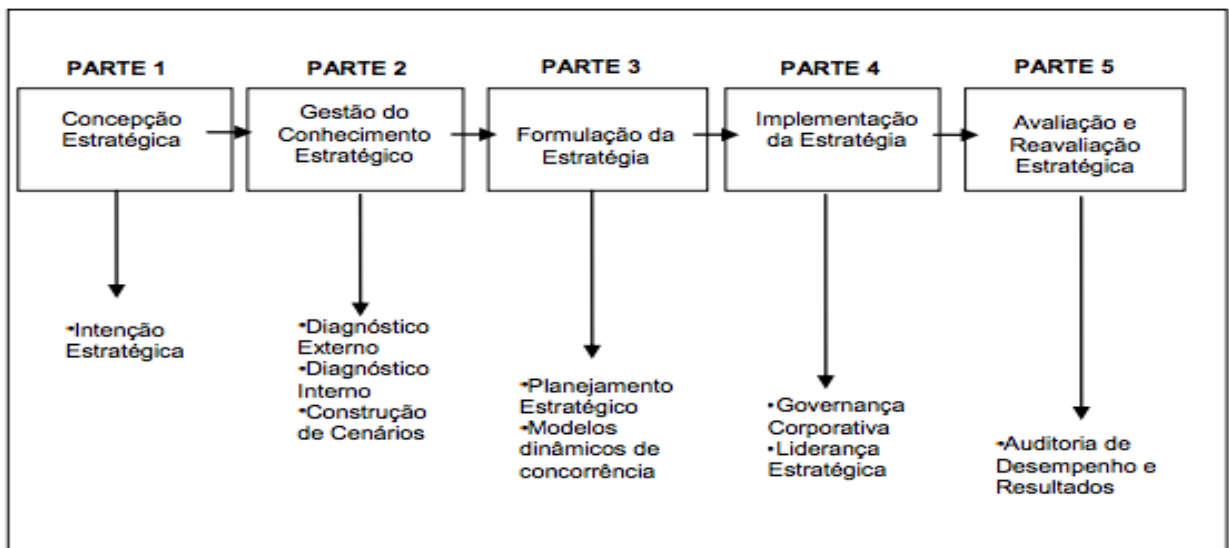 PARTE 1
Concepção
Estratégica
•Intenção
Estratégica
PARTE 2
Gestão do
Conhecimento
Estratégico
•Diagnóstico
Externo
•Diagnóstico
Interno
•Construção
de Cenários
PARTE 3
Formulação da
Estratégia
•Planejamento
Estratégico
•Modelos
dinâmicos de
concorrência
PARTE 4
Implementação
da Estratégia
•Governança
Corporativa
•Liderança
Estratégica
PARTE 5
Avaliação e
Reavaliação
Estratégica
•Auditoria de
Desempenho e
Resultados